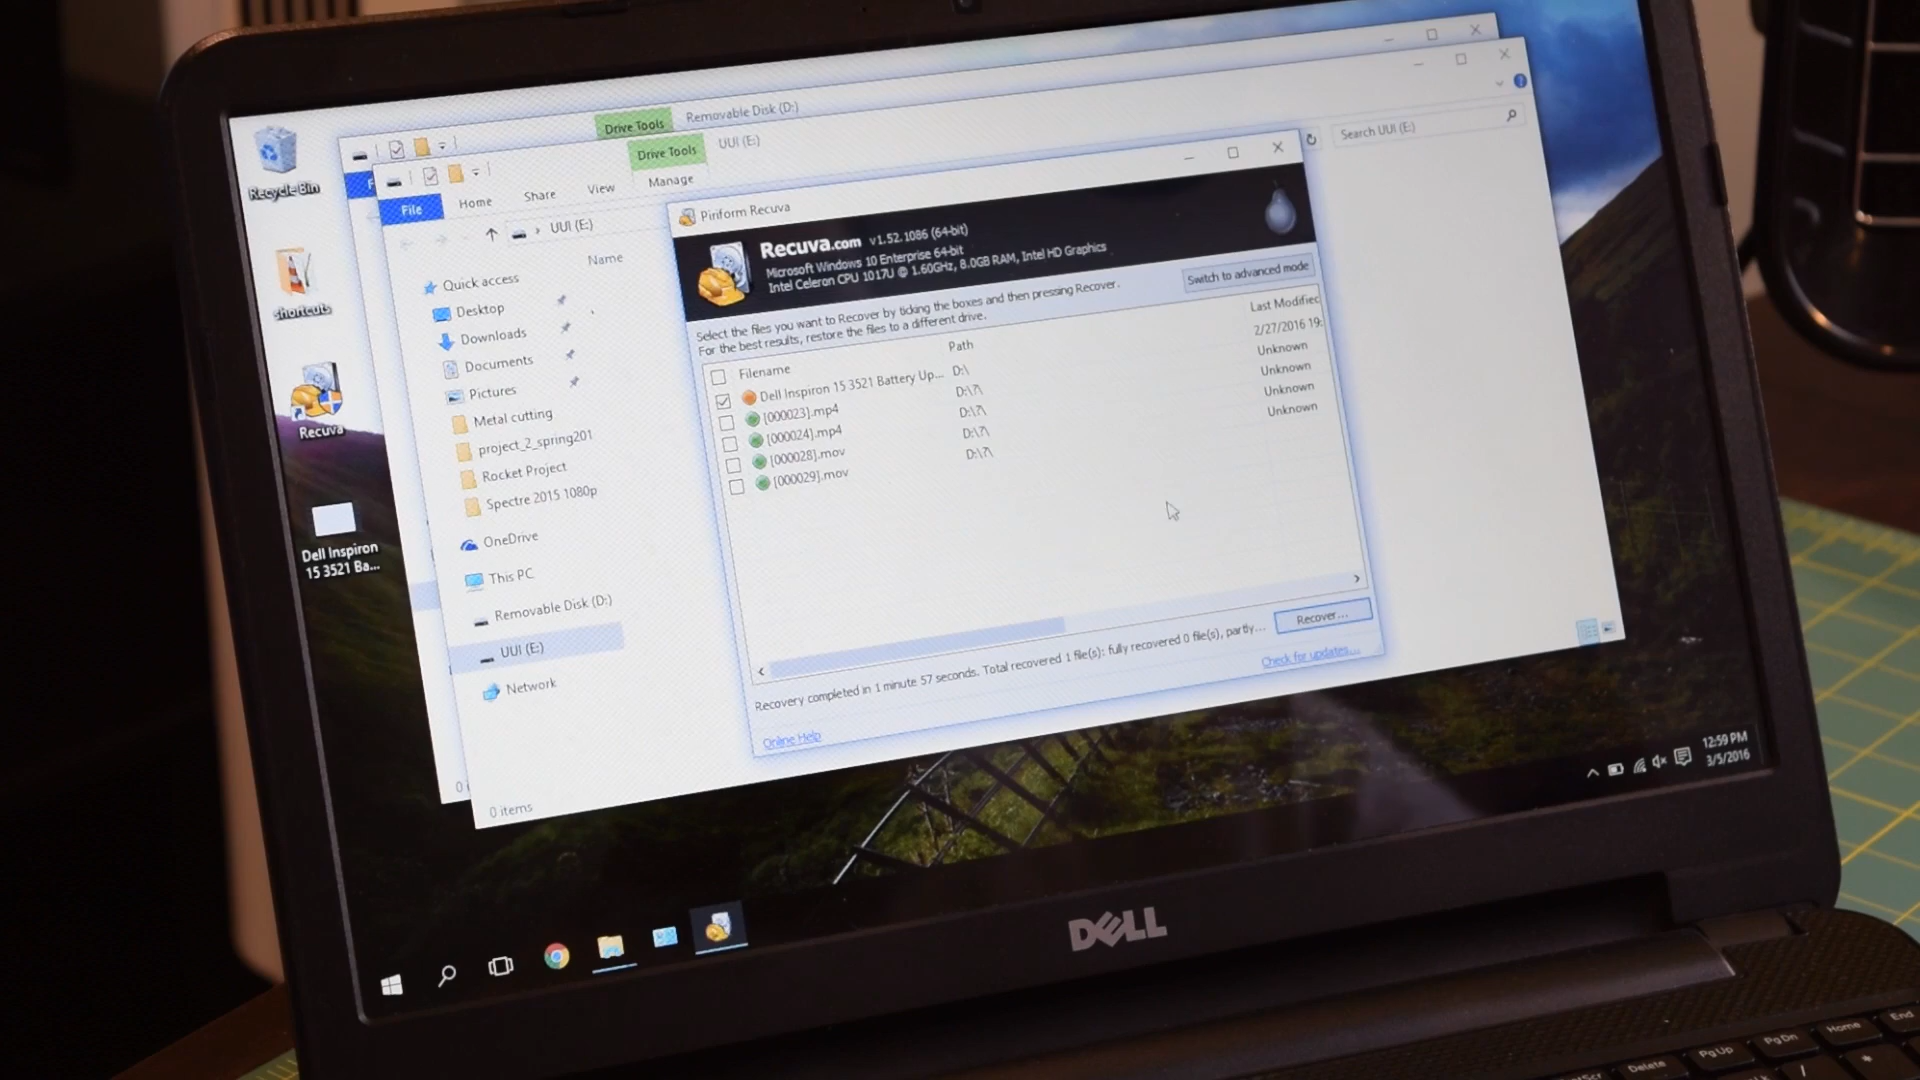 Recycle Bin
shortcuts
Recuva
Dell Inspiron
15 3521 Ba...
Drive Tools
Removable Disk (D:)
Drive Tools
UUI (E:)
File
Home
Share
View
Manage
UUI (E:)
Search UUI (E:)
Name
Quick access
Desktop
Downloads
Documents
Pictures
Metal cutting
project_2_spring201
Rocket Project
Spectre 2015 1080p
OneDrive
This PC
Removable Disk (D:)
UUI (E:)
Network
0 items
Piriform Recuva
Recuva.com v1.52.1086 (64-bit)
Microsoft Windows 10 Enterprise 64-bit
Intel Celeron CPU 1017U @ 1.60GHz, 8.0GB RAM, Intel HD Graphics
Select the files you want to Recover by ticking the boxes and then pressing Recover.
For the best results, restore the files to a different drive.
Switch to advanced mode
Filename Path Last Modified
Dell Inspiron 15 3521 Battery Up... D:\ 2/27/2016 19:
[000023].mp4 D:\?\ Unknown
[000024].mp4 D:\?\ Unknown
[000028].mov D:\?\ Unknown
[000029].mov D:\?\ Unknown
Recovery completed in 1 minute 57 seconds. Total recovered 1 file(s): fully recovered 0 file(s), partly...
Recover...
Online Help
Check for updates...
12:59 PM
3/5/2016
DELL
Delete
PgUp
PgDn
Home
End